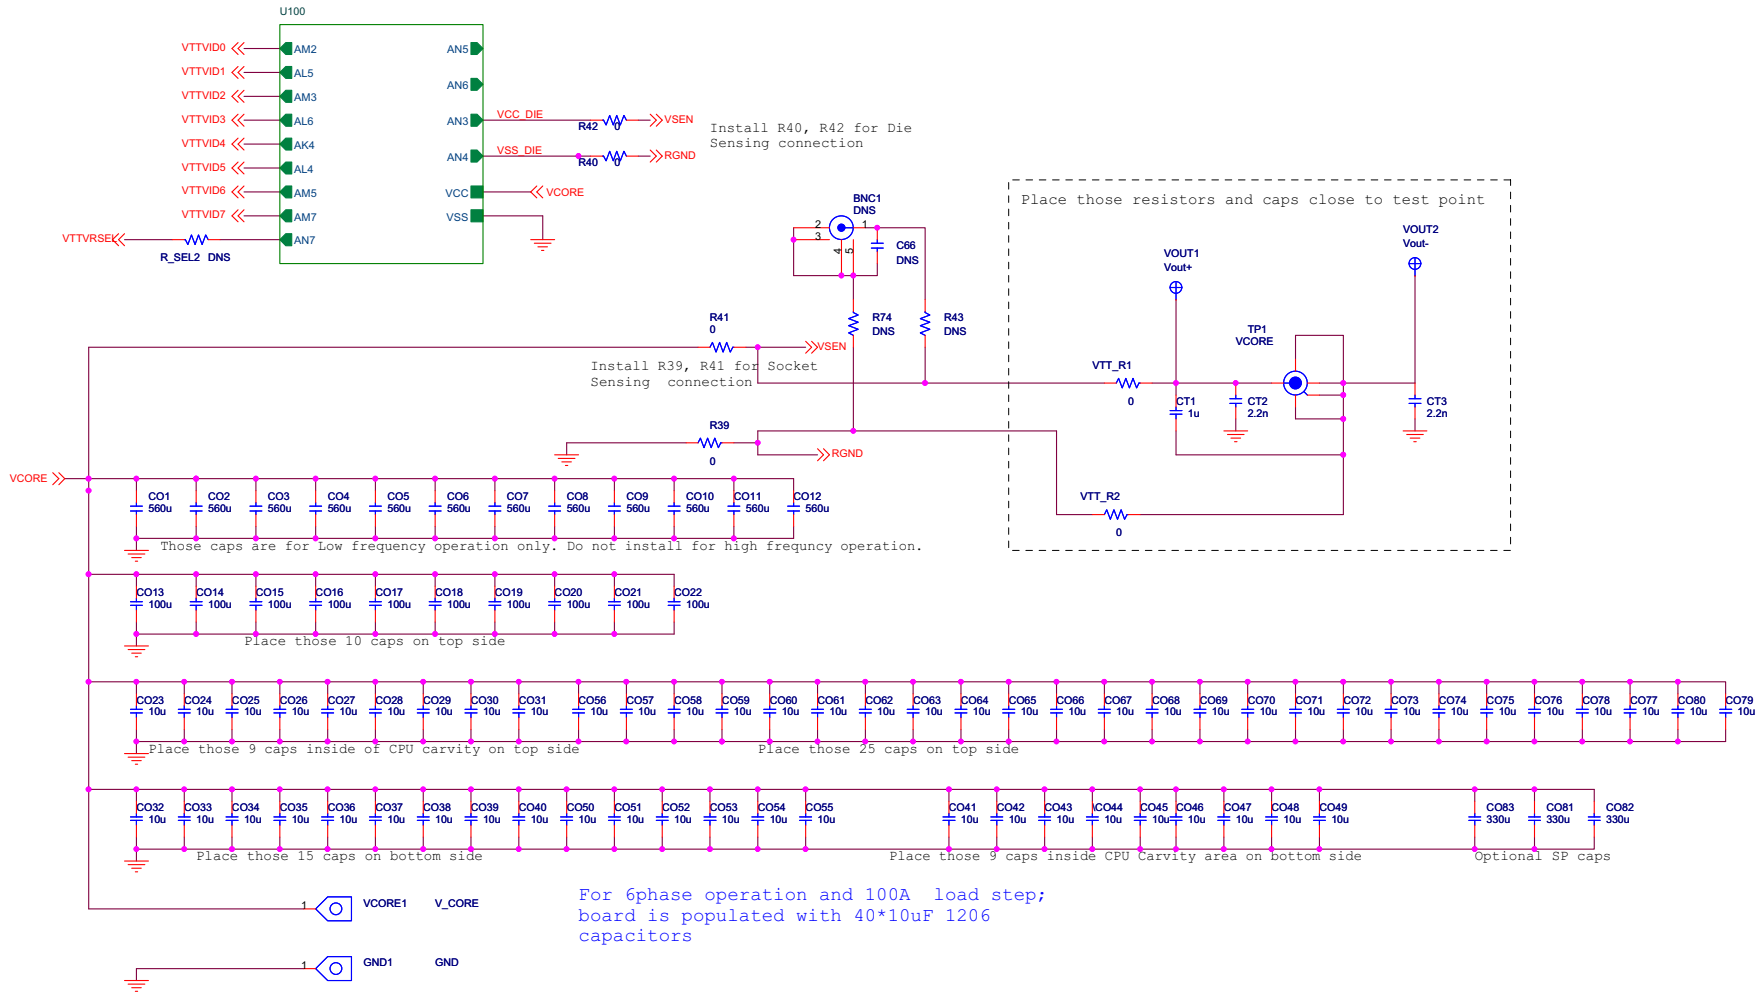 U100
VTTVID0
AM2
AN5
VTTVID1
AL5
AN6
VTTVID2
AM3
VTTVID3
AL6
AN3
VCC_DIE
R42
0
VSEN
VTTVID4
AK4
AN4
VSS_DIE
R40
0
RGND
Install R40, R42 for Die
Sensing connection
VTTVID5
AL4
VTTVID6
AM5
VCC
VCORE
VTTVID7
AM7
VSS
VTTVRSEL
AN7
R_SEL2 DNS
BNC1
DNS
2
3
1
4
5
C66
DNS
Place those resistors and caps close to test point
VOUT1
Vout+
VOUT2
Vout-
R41
0
VSEN
R74
DNS
R43
DNS
TP1
VCORE
Install R39, R41 for Socket
Sensing connection
VTT_R1
0
CT1
1u
CT2
2.2n
CT3
2.2n
R39
0
RGND
VTT_R2
0
VCORE
CO1 CO2 CO3 CO4 CO5 CO6 CO7 CO8 CO9 CO10 CO11 CO12
560u 560u 560u 560u 560u 560u 560u 560u 560u 560u 560u 560u
Those caps are for Low frequency operation only. Do not install for high frequncy operation.
CO13 CO14 CO15 CO16 CO17 CO18 CO19 CO20 CO21 CO22
100u 100u 100u 100u 100u 100u 100u 100u 100u 100u
Place those 10 caps on top side
CO23 CO24 CO25 CO26 CO27 CO28 CO29 CO30 CO31 CO56 CO57 CO58 CO59 CO60 CO61 CO62 CO63 CO64 CO65 CO66 CO67 CO68 CO69 CO70 CO71 CO72 CO73 CO74 CO75 CO76 CO78 CO77 CO80 CO79
10u 10u 10u 10u 10u 10u 10u 10u 10u 10u 10u 10u 10u 10u 10u 10u 10u 10u 10u 10u 10u 10u 10u 10u 10u 10u 10u 10u 10u 10u 10u 10u 10u 10u
Place those 9 caps inside of CPU carvity on top side
Place those 25 caps on top side
CO32 CO33 CO34 CO35 CO36 CO37 CO38 CO39 CO40 CO50 CO51 CO52 CO53 CO54 CO55 CO41 CO42 CO43 CO44 CO45 CO46 CO47 CO48 CO49 CO83 CO81 CO82
10u 10u 10u 10u 10u 10u 10u 10u 10u 10u 10u 10u 10u 10u 10u 10u 10u 10u 10u 10u 10u 10u 10u 10u 330u 330u 330u
Place those 15 caps on bottom side
Place those 9 caps inside CPU Carvity area on bottom side
Optional SP caps
1
VCORE1
V_CORE
For 6phase operation and 100A load step;
board is populated with 40*10uF 1206
capacitors
1
GND1
GND